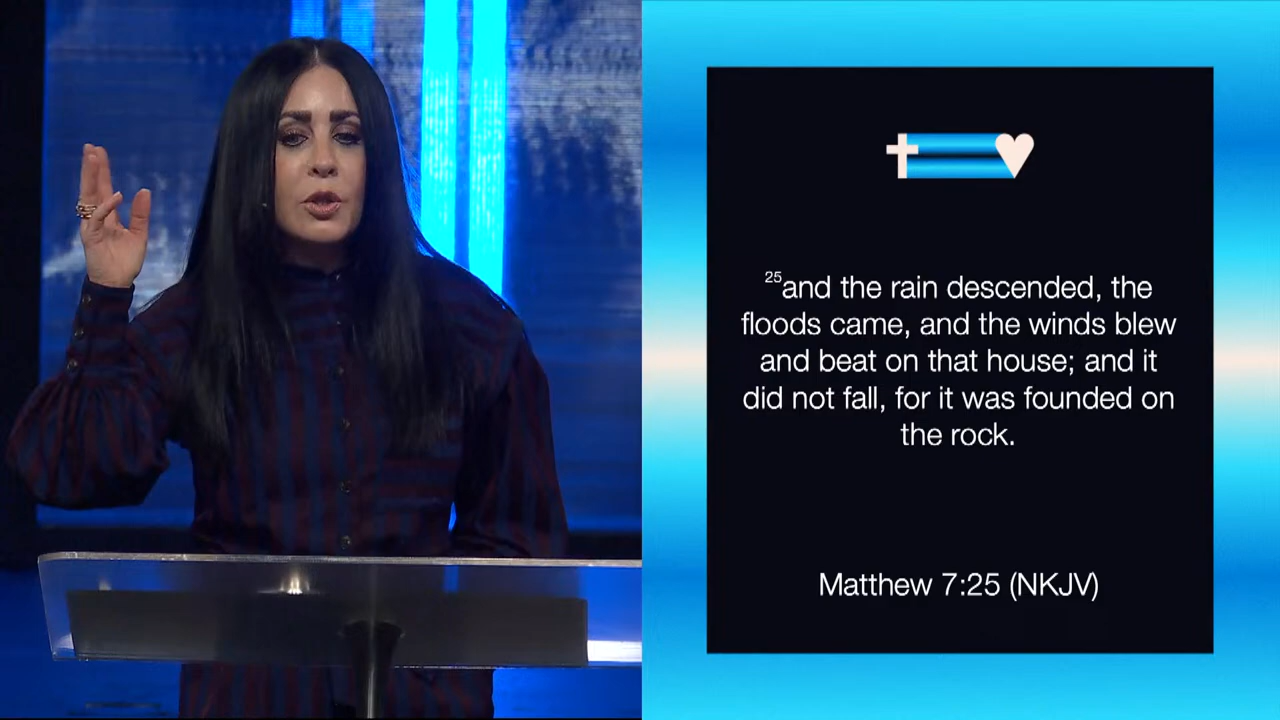 25and the rain descended, the
floods came, and the winds blew
and beat on that house; and it
did not fall, for it was founded on
the rock.
Matthew 7:25 (NKJV)